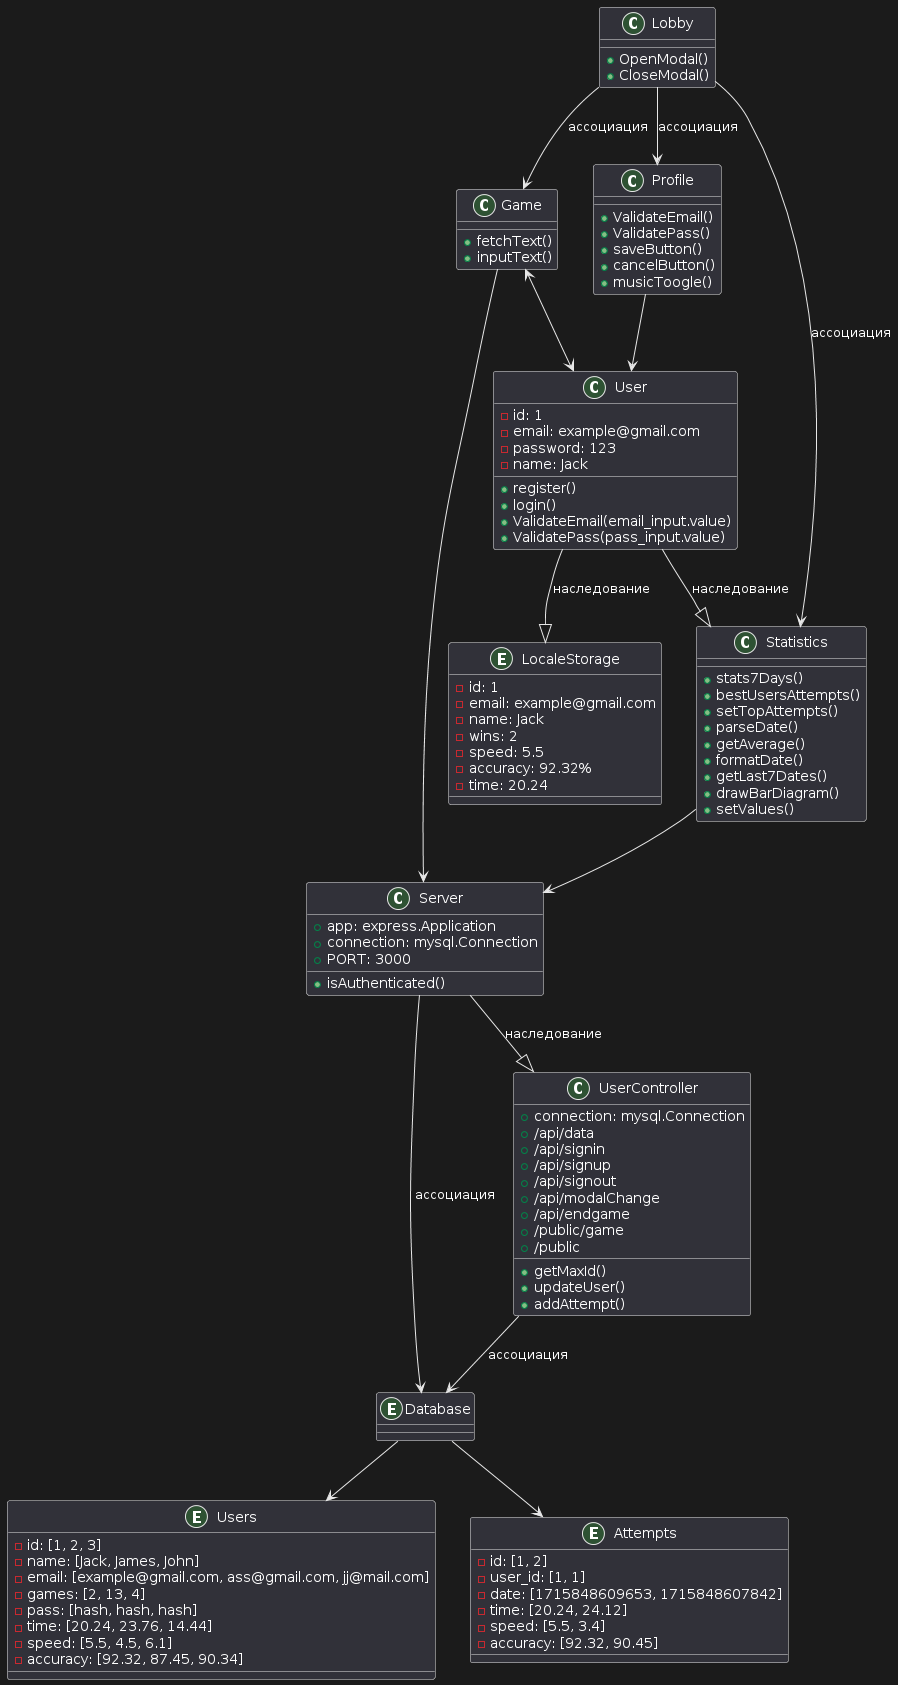 C Lobby
OpenModal()
CloseModal()
ассоциация
ассоциация
C Game
fetchText()
inputText()
C Profile
ValidateEmail()
ValidatePass()
saveButton()
cancelButton()
musicToogle()
ассоциация
C User
id: 1
email: example@gmail.com
password: 123
name: Jack
register()
login()
ValidateEmail(email_input.value)
ValidatePass(pass_input.value)
наследование
наследование
E LocaleStorage
id: 1
email: example@gmail.com
name: Jack
wins: 2
speed: 5.5
accuracy: 92.32%
time: 20.24
C Statistics
stats7Days()
bestUsersAttempts()
setTopAttempts()
parseDate()
getAverage()
formatDate()
getLast7Dates()
drawBarDiagram()
setValues()
C Server
app: express.Application
connection: mysql.Connection
PORT: 3000
isAuthenticated()
наследование
C UserController
connection: mysql.Connection
/api/data
/api/signin
/api/signup
/api/signout
/api/modalChange
/api/endgame
/public/game
/public
getMaxId()
updateUser()
addAttempt()
ассоциация
ассоциация
E Database
E Users
id: [1, 2, 3]
name: [Jack, James, John]
email: [example@gmail.com, ass@gmail.com, jj@mail.com]
games: [2, 13, 4]
pass: [hash, hash, hash]
time: [20.24, 23.76, 14.44]
speed: [5.5, 4.5, 6.1]
accuracy: [92.32, 87.45, 90.34]
E Attempts
id: [1, 2]
user_id: [1, 1]
date: [1715848609653, 1715848607842]
time: [20.24, 24.12]
speed: [5.5, 3.4]
accuracy: [92.32, 90.45]